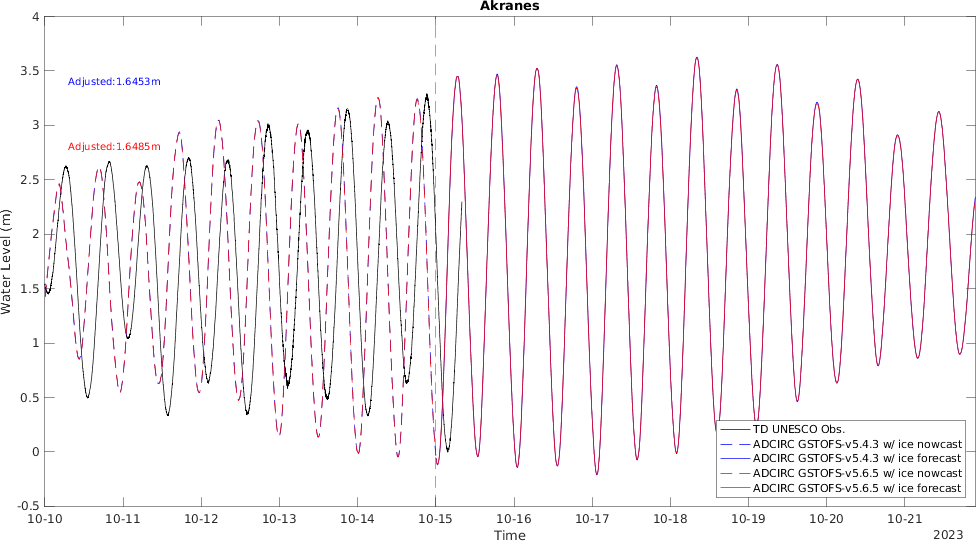 Akranes
4
3.5
3
2.5
2
1.5
1
0.5
0
-0.5
Water Level (m)
Adjusted:1.6453m
Adjusted:1.6485m
TD UNESCO Obs.
ADCIRC GSTOFS-v5.4.3 w/ ice nowcast
ADCIRC GSTOFS-v5.4.3 w/ ice forecast
ADCIRC GSTOFS-v5.6.5 w/ ice nowcast
ADCIRC GSTOFS-v5.6.5 w/ ice forecast
10-10 10-11 10-12 10-13 10-14 10-15 10-16 10-17 10-18 10-19 10-20 10-21
Time
2023